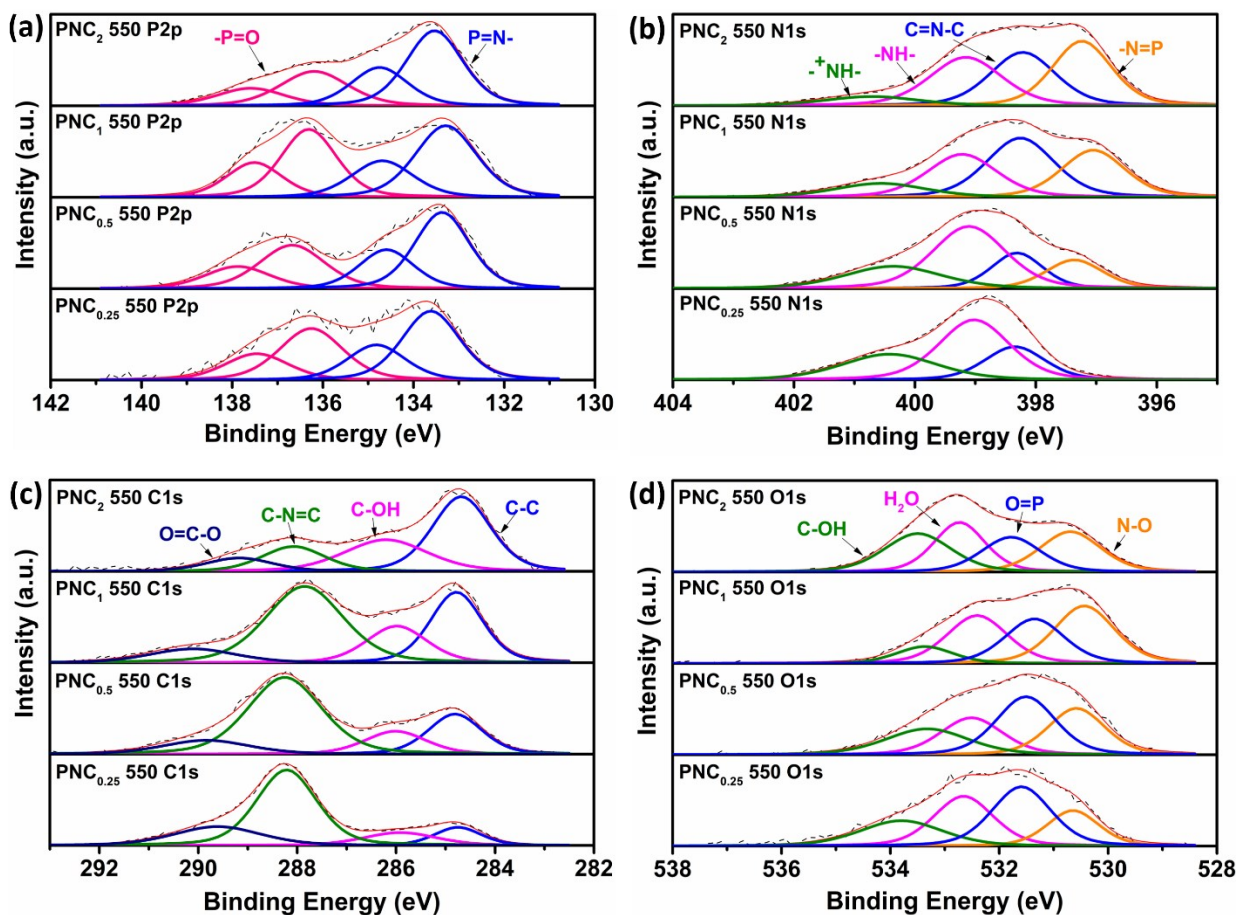 (a)
PNC2 550 P2p
-P=O
P=N-
PNC1 550 P2p
PNC0.5 550 P2p
PNC0.25 550 P2p
Intensity (a.u.)
142 140 138 136 134 132 130
Binding Energy (eV)
(b)
PNC2 550 N1s
C=N-C
-NH-
-+NH-
-N=P
PNC1 550 N1s
PNC0.5 550 N1s
PNC0.25 550 N1s
Intensity (a.u.)
404 402 400 398 396
Binding Energy (eV)
(c)
PNC2 550 C1s
O=C-O
C-N=C
C-OH
C-C
PNC1 550 C1s
PNC0.5 550 C1s
PNC0.25 550 C1s
Intensity (a.u.)
292 290 288 286 284 282
Binding Energy (eV)
(d)
PNC2 550 O1s
C-OH
H2O
O=P
N-O
PNC1 550 O1s
PNC0.5 550 O1s
PNC0.25 550 O1s
Intensity (a.u.)
538 536 534 532 530 528
Binding Energy (eV)